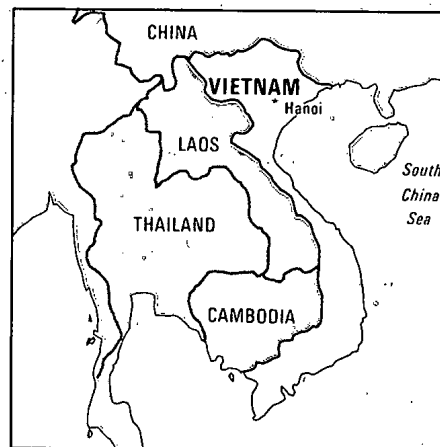 CHINA
VIETNAM
Hanoi
LAOS
South
China
Sea
THAILAND
CAMBODIA